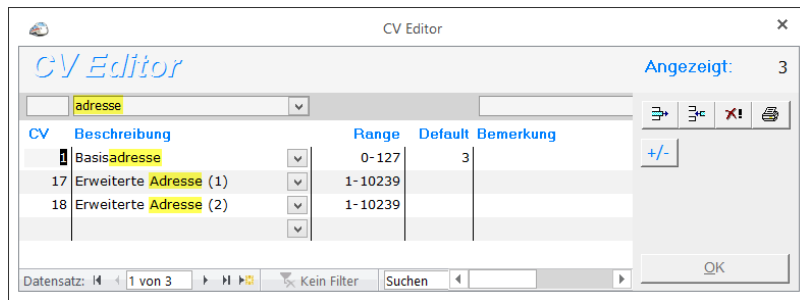 CV Editor
CV Editor
Angezeigt: 3
adresse
CV Beschreibung Range Default Bemerkung
1 Basisadresse 0-127 3
17 Erweiterte Adresse (1) 1-10239
18 Erweiterte Adresse (2) 1-10239
+/-
OK
Datensatz: 1 von 3 Kein Filter Suchen